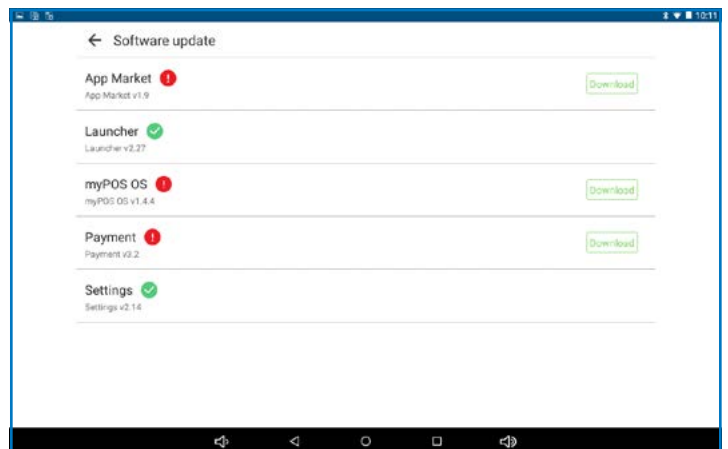 10:11
Software update
App Market
App Market v1.9
Download
Launcher
Launcher v2.27
myPOS OS
myPOS OS v1.4.4
Download
Payment
Payment v3.2
Download
Settings
Settings v2.14